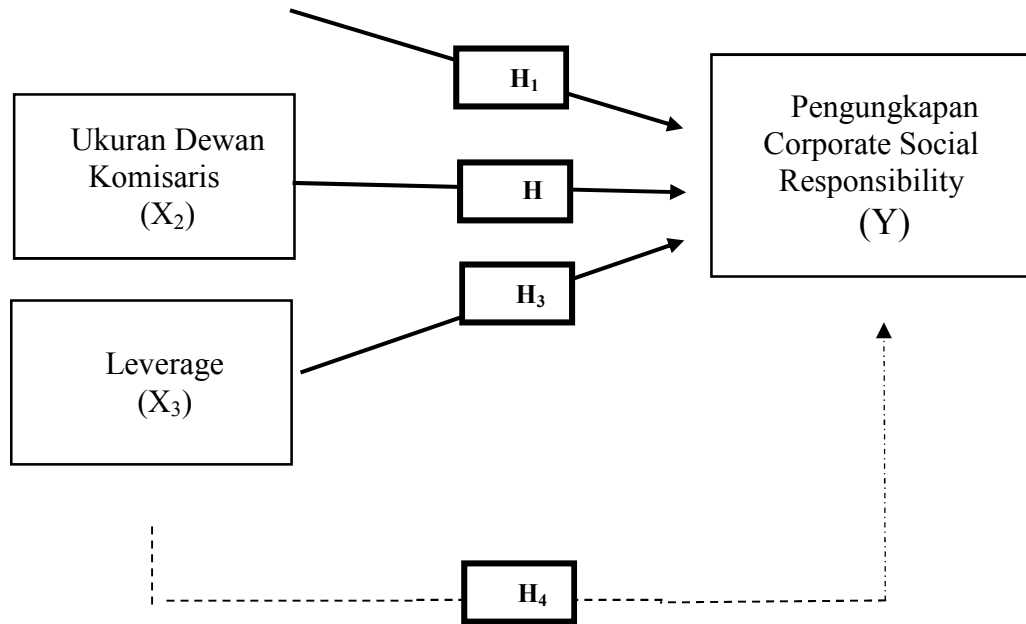 H₁
Ukuran Dewan
Komisaris
(X₂)
H
Pengungkapan
Corporate Social
Responsibility
(Y)
H₃
Leverage
(X₃)
H₄